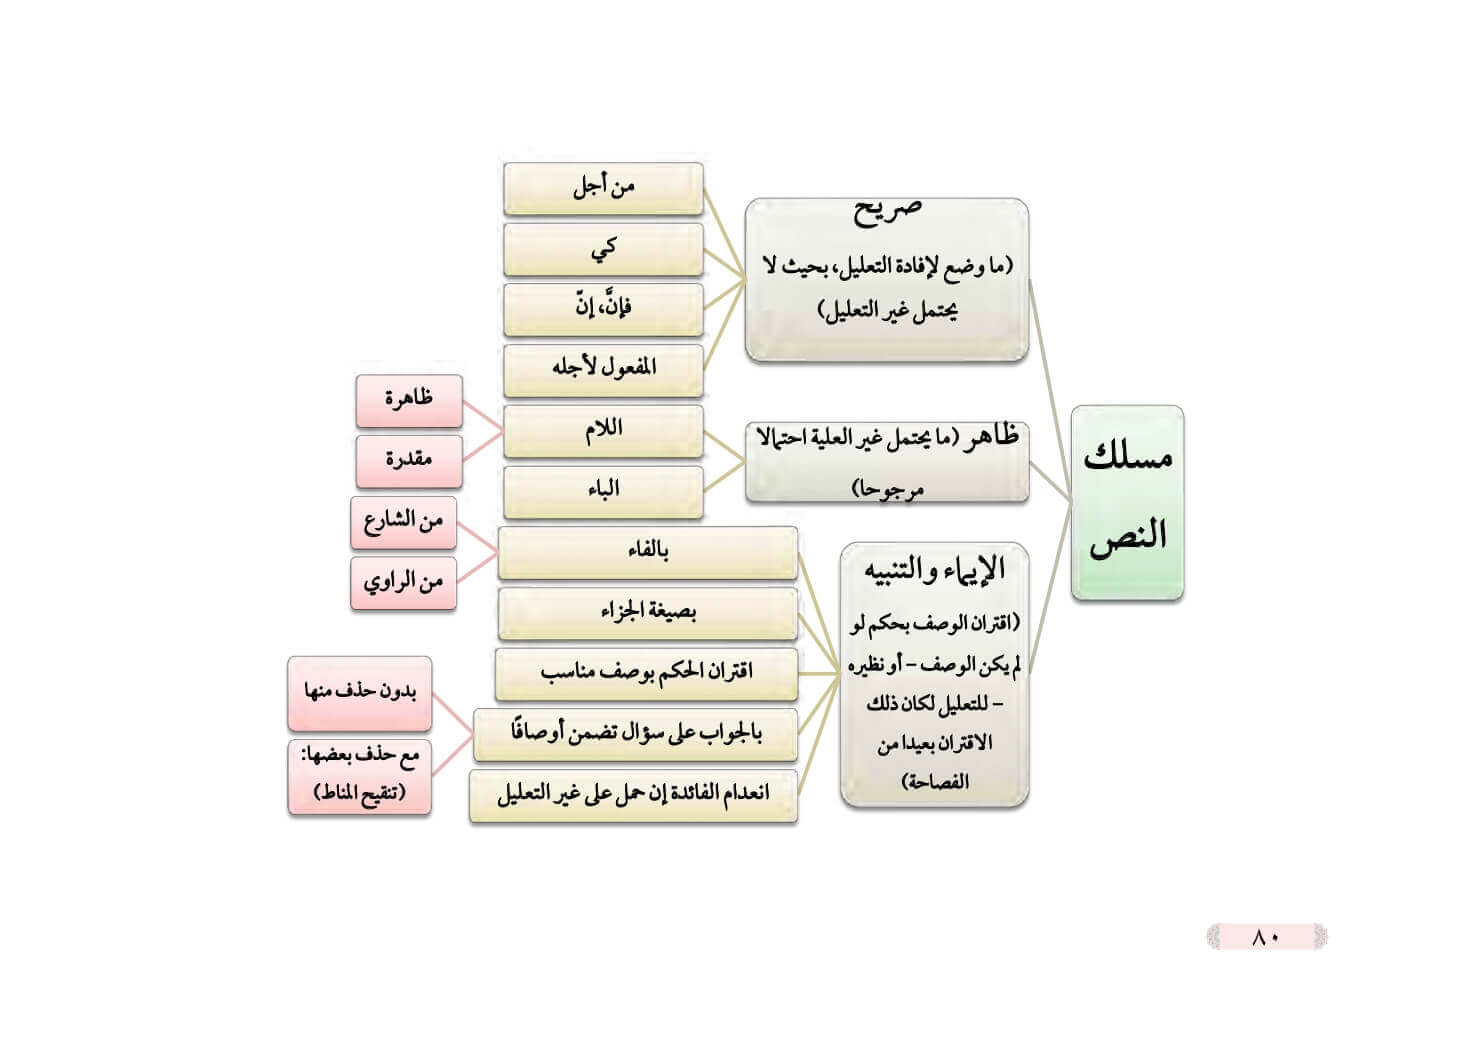 مسلك
النص
صريح
(ما وضع لإفادة التعليل، بحيث لا
يحتمل غير التعليل)
من أجل
كي
فإنَّ، إنّ
المفعول لأجله
ظاهر (ما يحتمل غير العلية احتمالا
مرجوحا)
اللام
ظاهرة
مقدرة
الباء
الإيماء والتنبيه
(اقتران الوصف بحكم لو
لم يكن الوصف – أو نظيره
– للتعليل لكان ذلك
الاقتران بعيدا من
الفصاحة)
بالفاء
من الشارع
من الراوي
بصيغة الجزاء
اقتران الحكم بوصف مناسب
بالجواب على سؤال تضمن أوصافًا
بدون حذف منها
مع حذف بعضها:
(تنقيح المناط)
انعدام الفائدة إن حمل على غير التعليل
٨٠